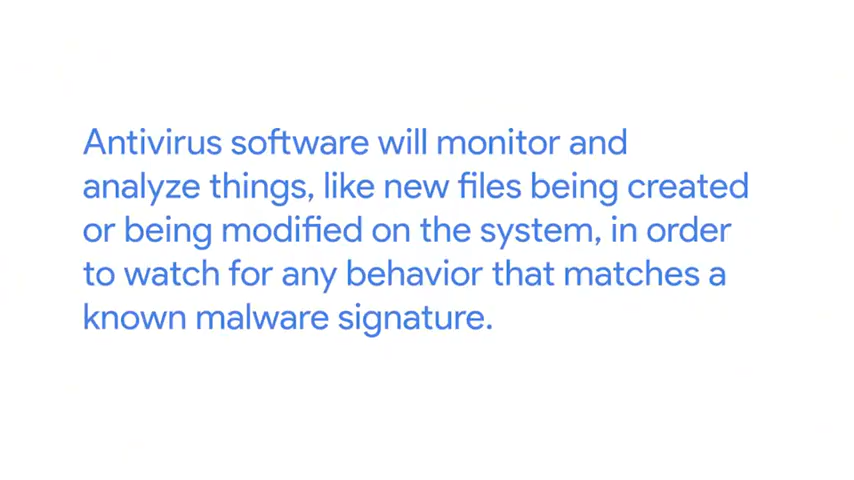 Antivirus software will monitor and
analyze things, like new files being created
or being modified on the system, in order
to watch for any behavior that matches a
known malware signature.